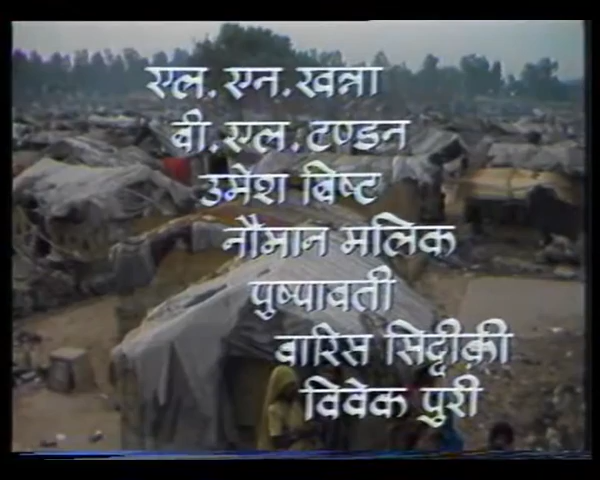 एल. एन. खन्ना
वी. एल. टण्डन
उमेश बिष्ट
नौमान मलिक
पुष्पावती
वारिस सिद्दीक़ी
विवेक पुरी